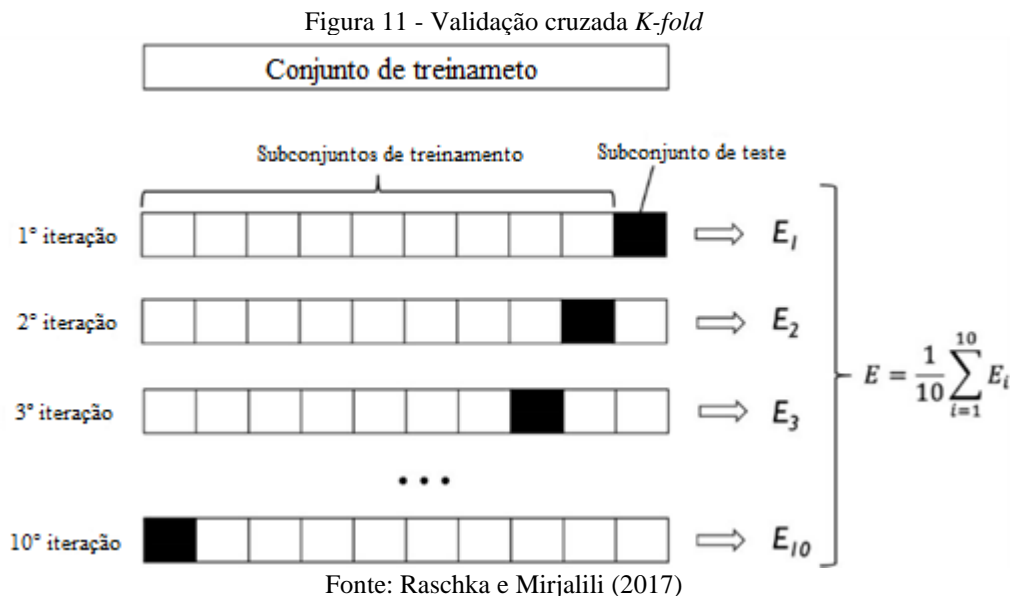 Figura 11 - Validação cruzada K-fold
Conjunto de treinameto
Subconjuntos de treinamento
Subconjunto de teste
1° iteração
E1
2° iteração
E2
3° iteração
E3
E = 1/10 10∑i=1 Ei
• • •
10° iteração
E10
Fonte: Raschka e Mirjalili (2017)